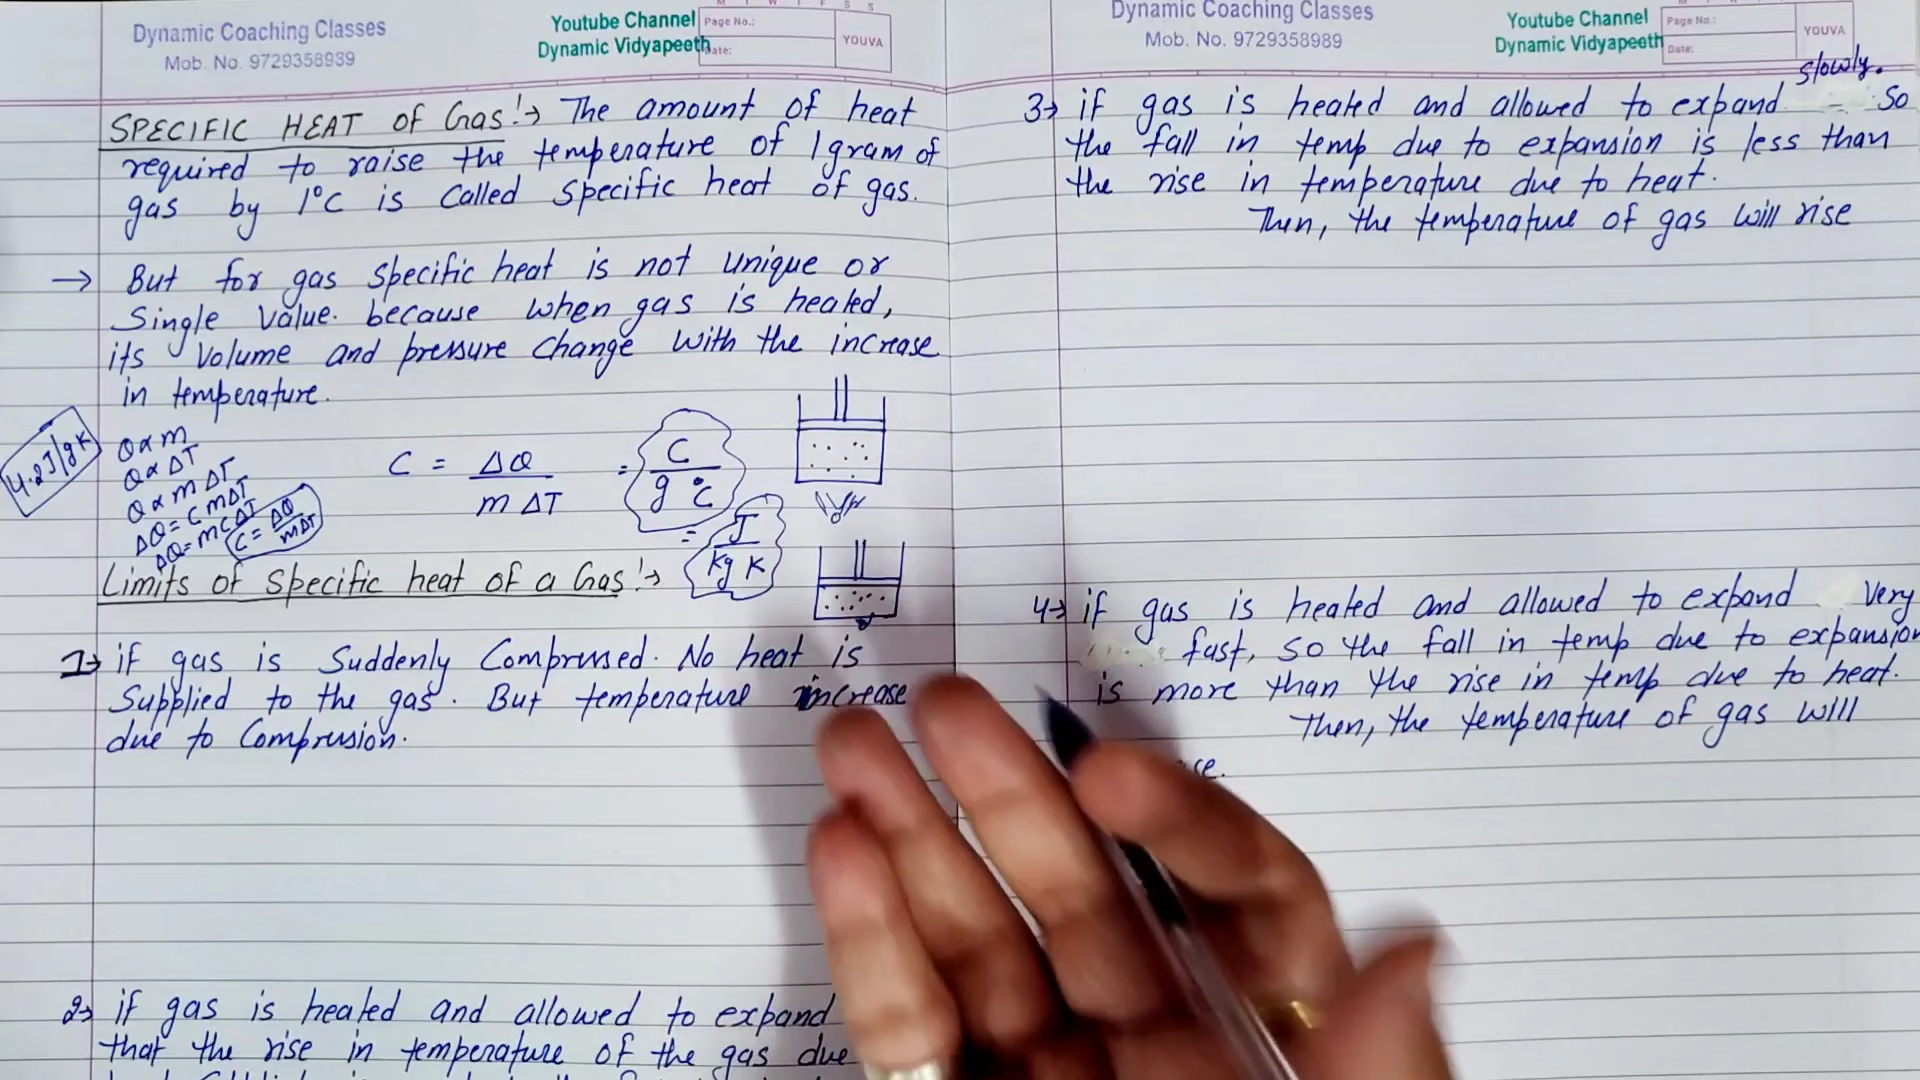 Dynamic Coaching Classes
Mob. No. 9729358989
Youtube Channel
Dynamic Vidyapeeth
Page No.:
Date:
YOUVA
SPECIFIC HEAT of Gas!→ The amount of heat
required to raise the temperature of 1gram of
gas by 1°C is called specific heat of gas.
→ But for gas specific heat is not unique or
Single Value. because when gas is heated,
its volume and pressure change with the increase
in temperature.
4.2J/gK
Q∝m
Q∝ΔT
Q∝mΔT
ΔQ=CmΔT
ΔQ=mCΔT
C=ΔQ/mΔT
C = ΔQ/mΔT = C/g °C
= J/kg K
Limits of specific heat of a Gas!→
1→ if gas is Suddenly Compressed. No heat is
Supplied to the gas. But temperature increase
due to Compression.
2→ if gas is heated and allowed to expand
that the rise in temperature of the gas due
Dynamic Coaching Classes
Mob. No. 9729358989
Youtube Channel
Dynamic Vidyapeeth
Page No.:
Date:
YOUVA
slowly.
3→ if gas is heated and allowed to expand So
the fall in temp due to expansion is less than
the rise in temperature due to heat.
Then, the temperature of gas will rise
4→ if gas is heated and allowed to expand Very
fast, so the fall in temp due to expansion
is more than the rise in temp due to heat.
Then, the temperature of gas will